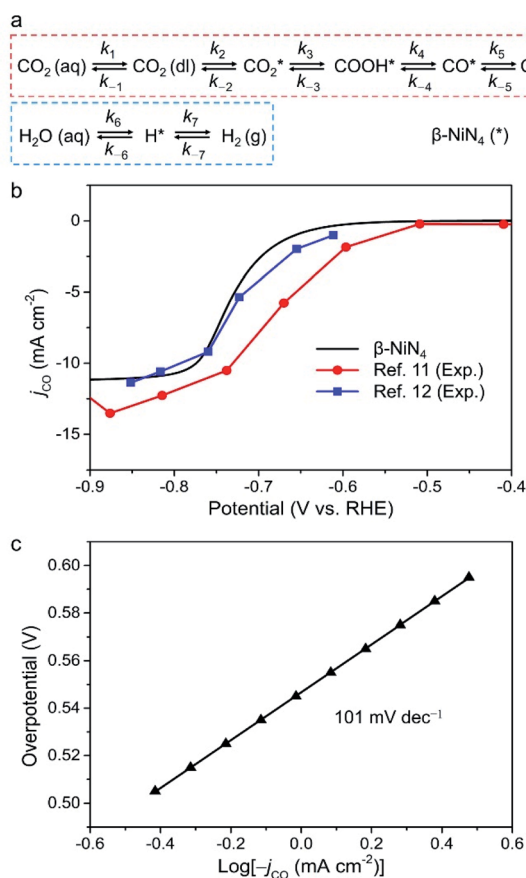 a
k1 k2 k3 k4 k5
CO2 (aq) ⇌ CO2 (dl) ⇌ CO2* ⇌ COOH* ⇌ CO* ⇌ C
k−1 k−2 k−3 k−4 k−5
k6 k7
H2O (aq) ⇌ H* ⇌ H2 (g)
k−6 k−7
β-NiN4 (*)
b
0
-5
-10
-15
jCO (mA cm−2)
β-NiN4
Ref. 11 (Exp.)
Ref. 12 (Exp.)
-0.9 -0.8 -0.7 -0.6 -0.5 -0.4
Potential (V vs. RHE)
c
0.60
0.58
0.56
0.54
0.52
0.50
Overpotential (V)
101 mV dec−1
-0.6 -0.4 -0.2 0.0 0.2 0.4 0.6
Log[−jCO (mA cm−2)]